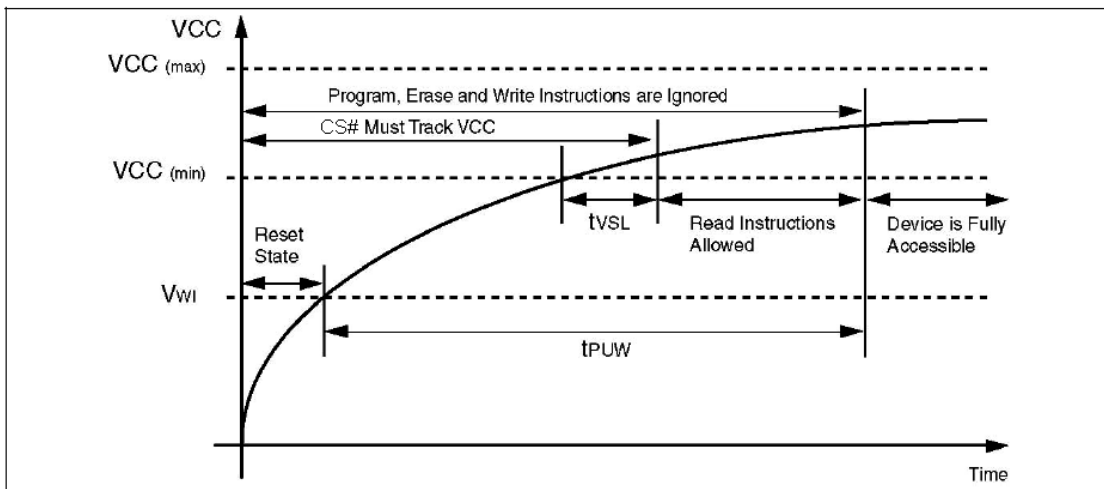 VCC
VCC (max)
Program, Erase and Write Instructions are Ignored
CS# Must Track VCC
VCC (min)
tVSL
Read Instructions
Allowed
Device is Fully
Accessible
Reset
State
VWI
tPUW
Time